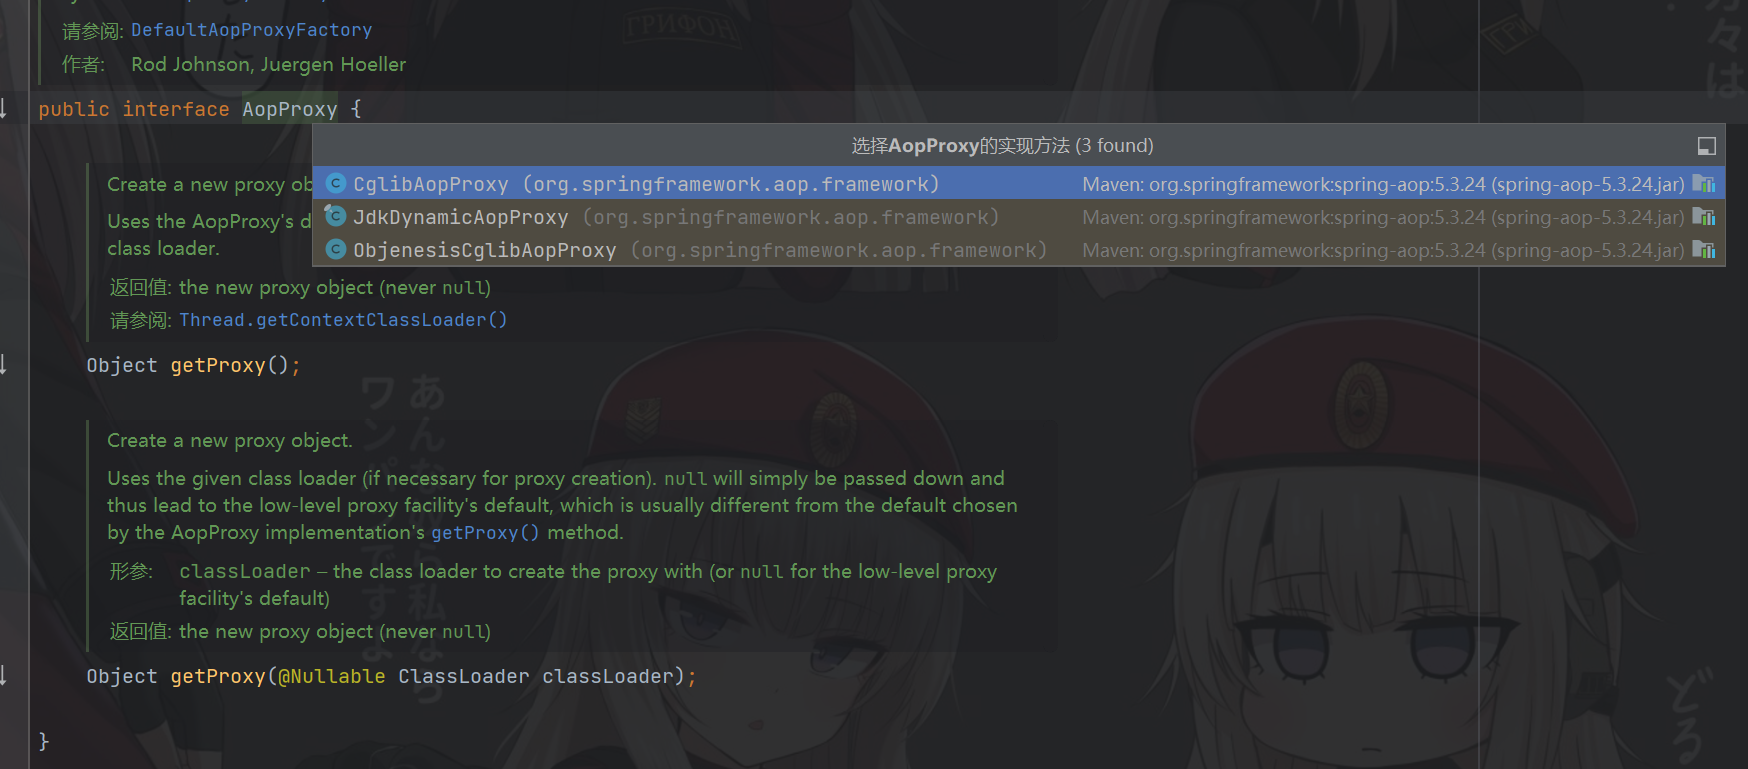 请参阅: DefaultAopProxyFactory
作者: Rod Johnson, Juergen Hoeller
ГРИФОН
public interface AopProxy {
选择AopProxy的实现方法 (3 found)
Create a new proxy ob
CglibAopProxy (org.springframework.aop.framework) Maven: org.springframework:spring-aop:5.3.24 (spring-aop-5.3.24.jar)
Uses the AopProxy's d
JdkDynamicAopProxy (org.springframework.aop.framework) Maven: org.springframework:spring-aop:5.3.24 (spring-aop-5.3.24.jar)
class loader.
ObjenesisCglibAopProxy (org.springframework.aop.framework) Maven: org.springframework:spring-aop:5.3.24 (spring-aop-5.3.24.jar)
返回值: the new proxy object (never null)
请参阅: Thread.getContextClassLoader()
Object getProxy();
Create a new proxy object.
Uses the given class loader (if necessary for proxy creation). null will simply be passed down and
thus lead to the low-level proxy facility's default, which is usually different from the default chosen
by the AopProxy implementation's getProxy() method.
形参: classLoader – the class loader to create the proxy with (or null for the low-level proxy
facility's default)
返回值: the new proxy object (never null)
Object getProxy(@Nullable ClassLoader classLoader);
}